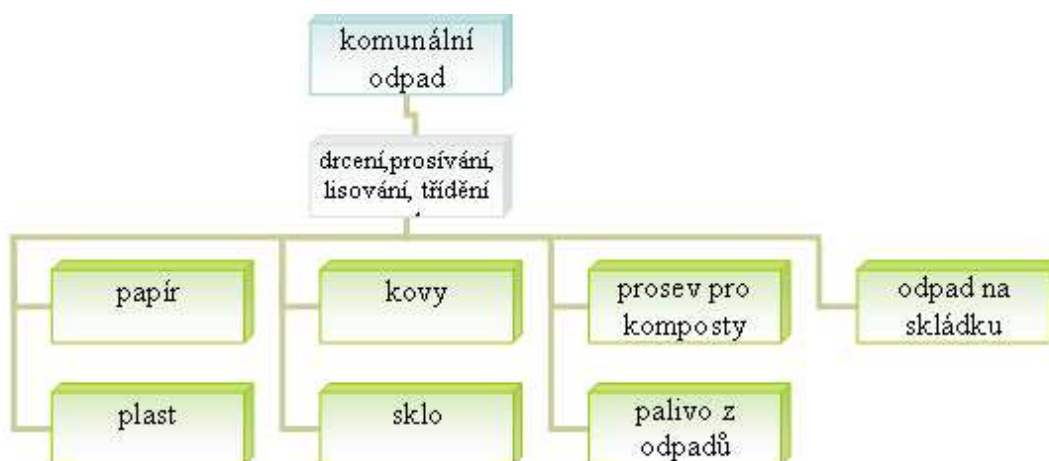 komunální
odpad
drcení,prosívání,
lisování, třídění
papír
kovy
prosev pro
komposty
odpad na
skládku
plast
sklo
palivo z
odpadů